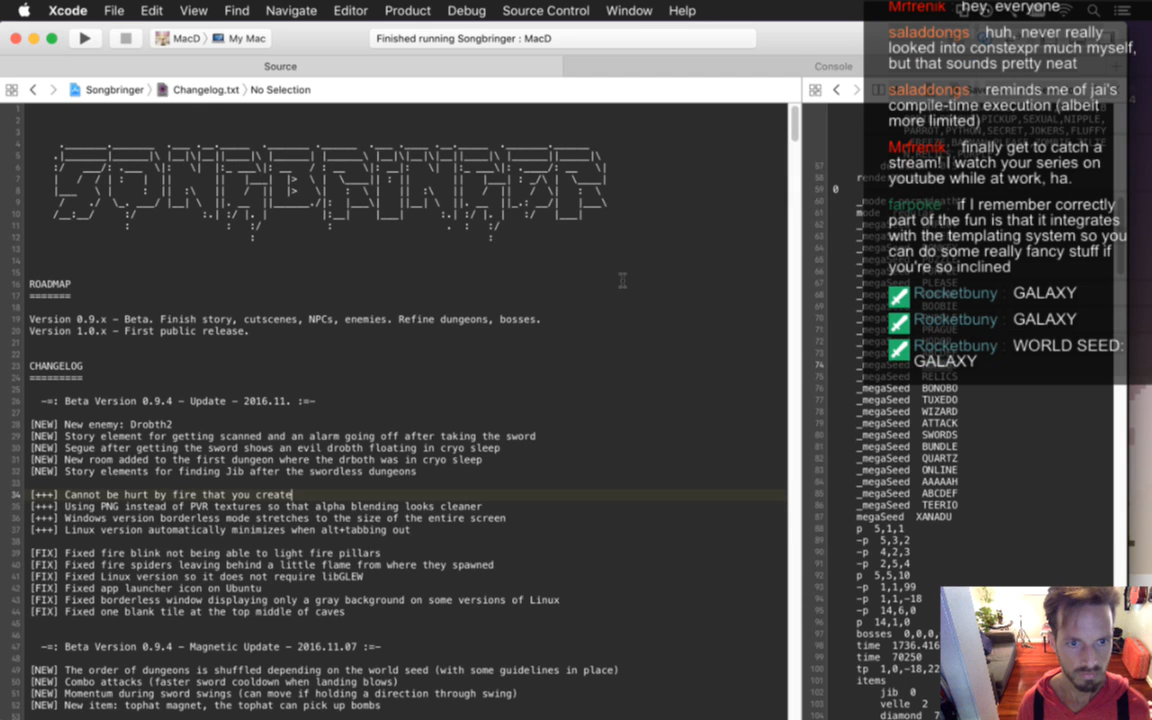 Xcode File Edit View Find Navigate Editor Product Debug Source Control Window Help
MacD My Mac
Finished running Songbringer : MacD
Source
Console
Songbringer Changelog.txt No Selection
SONGBRINGER
ROADMAP
=======
Version 0.9.x - Beta. Finish story, cutscenes, NPCs, enemies. Refine dungeons, bosses.
Version 1.0.x - First public release.
CHANGELOG
=========
-=: Beta Version 0.9.4 - Update - 2016.11. :=-
[NEW] New enemy: Drobth2
[NEW] Story element for getting scanned and an alarm going off after taking the sword
[NEW] Segue after getting the sword shows an evil drobth floating in cryo sleep
[NEW] New room added to the first dungeon where the drboth was in cryo sleep
[NEW] Story elements for finding Jib after the swordless dungeons
[+++] Cannot be hurt by fire that you create
[+++] Using PNG instead of PVR textures so that alpha blending looks cleaner
[+++] Windows version borderless mode stretches to the size of the entire screen
[+++] Linux version automatically minimizes when alt+tabbing out
[FIX] Fixed fire blink not being able to light fire pillars
[FIX] Fixed fire spiders leaving behind a little flame from where they spawned
[FIX] Fixed Linux version so it does not require libGLEW
[FIX] Fixed app launcher icon on Ubuntu
[FIX] Fixed borderless window displaying only a gray background on some versions of Linux
[FIX] Fixed one blank tile at the top middle of caves
-=: Beta Version 0.9.4 - Magnetic Update - 2016.11.07 :=-
[NEW] The order of dungeons is shuffled depending on the world seed (with some guidelines in place)
[NEW] Combo attacks (faster sword cooldown when landing blows)
[NEW] Momentum during sword swings (can move if holding a direction through swing)
[NEW] New item: tophat magnet, the tophat can pick up bombs
Mrfrenik hey, everyone
saladdongs huh, never really
looked into constexpr much myself,
but that sounds pretty neat
saladdongs reminds me of jai's
compile-time execution (albeit
more limited)
Mrfrenik finally get to catch a
stream! I watch your series on
youtube while at work, ha.
farpoke if I remember correctly
part of the fun is that it integrates
with the templating system so you
can do some really fancy stuff if
you're so inclined
Rocketbuny : GALAXY
Rocketbuny : GALAXY
Rocketbuny : WORLD SEED:
GALAXY
PARROT,PYTHON,SECRET,JOKERS,FLUFFY
_megaSeed RELICS
_megaSeed BONOBO
_megaSeed TUXEDO
_megaSeed WIZARD
_megaSeed ATTACK
_megaSeed SWORDS
_megaSeed BUNDLE
_megaSeed QUARTZ
_megaSeed ONLINE
_megaSeed AAAAAH
_megaSeed ABCDEF
_megaSeed TEERIO
megaSeed XANADU
p 5,1,1
-p 5,3,2
-p 4,2,3
-p 2,5,4
p 5,5,10
-p 1,1,99
-p 1,1,-18
-p 14,6,0
p 14,1,0
bosses 0,0,0,
time 1736.416
time 70250
tp 1,0,-18,22
items
jib 0
velle 2
diamond 7